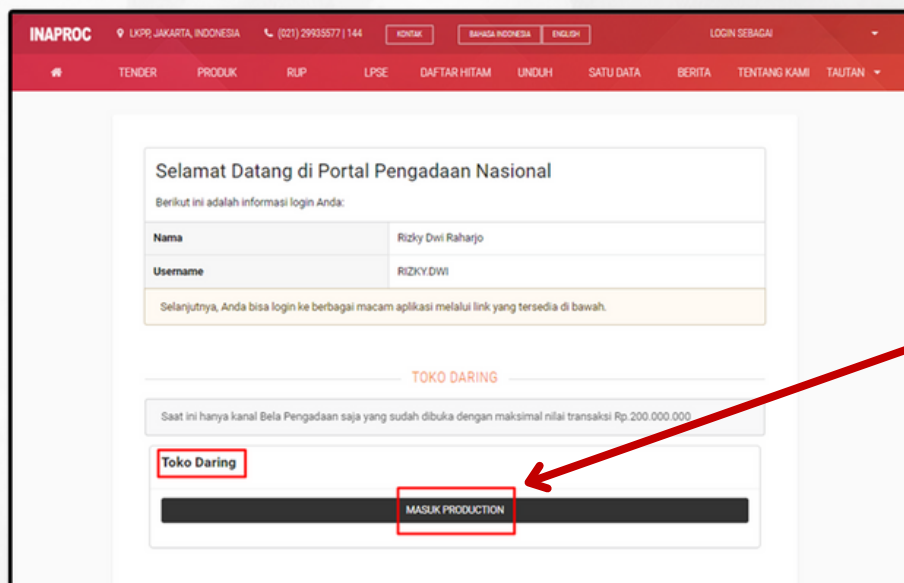 INAPROC LKPP, JAKARTA, INDONESIA (021) 29935577 | 144 KONTAK BAHASA INDONESIA ENGLISH LOGIN SEBAGAI
TENDER PRODUK RUP LPSE DAFTAR HITAM UNDUH SATU DATA BERITA TENTANG KAMI TAUTAN
Selamat Datang di Portal Pengadaan Nasional
Berikut ini adalah informasi login Anda:
Nama Rizky Dwi Raharjo
Username RIZKY.DWI
Selanjutnya, Anda bisa login ke berbagai macam aplikasi melalui link yang tersedia di bawah.
TOKO DARING
Saat ini hanya kanal Bela Pengadaan saja yang sudah dibuka dengan maksimal nilai transaksi Rp.200.000.000
Toko Daring
MASUK PRODUCTION